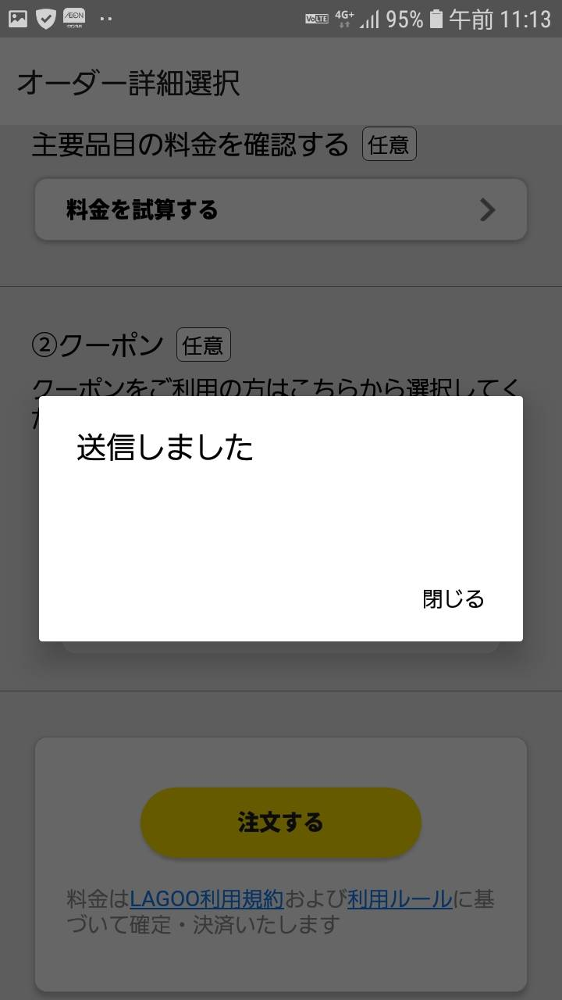 AEON
VoLTE 4G+ 95% 午前 11:13
オーダー詳細選択
主要品目の料金を確認する 任意
料金を試算する
②クーポン 任意
クーポンをご利用の方はこちらから選択してく
送信しました
閉じる
注文する
料金はLAGOO利用規約および利用ルールに基
づいて確定・決済いたします